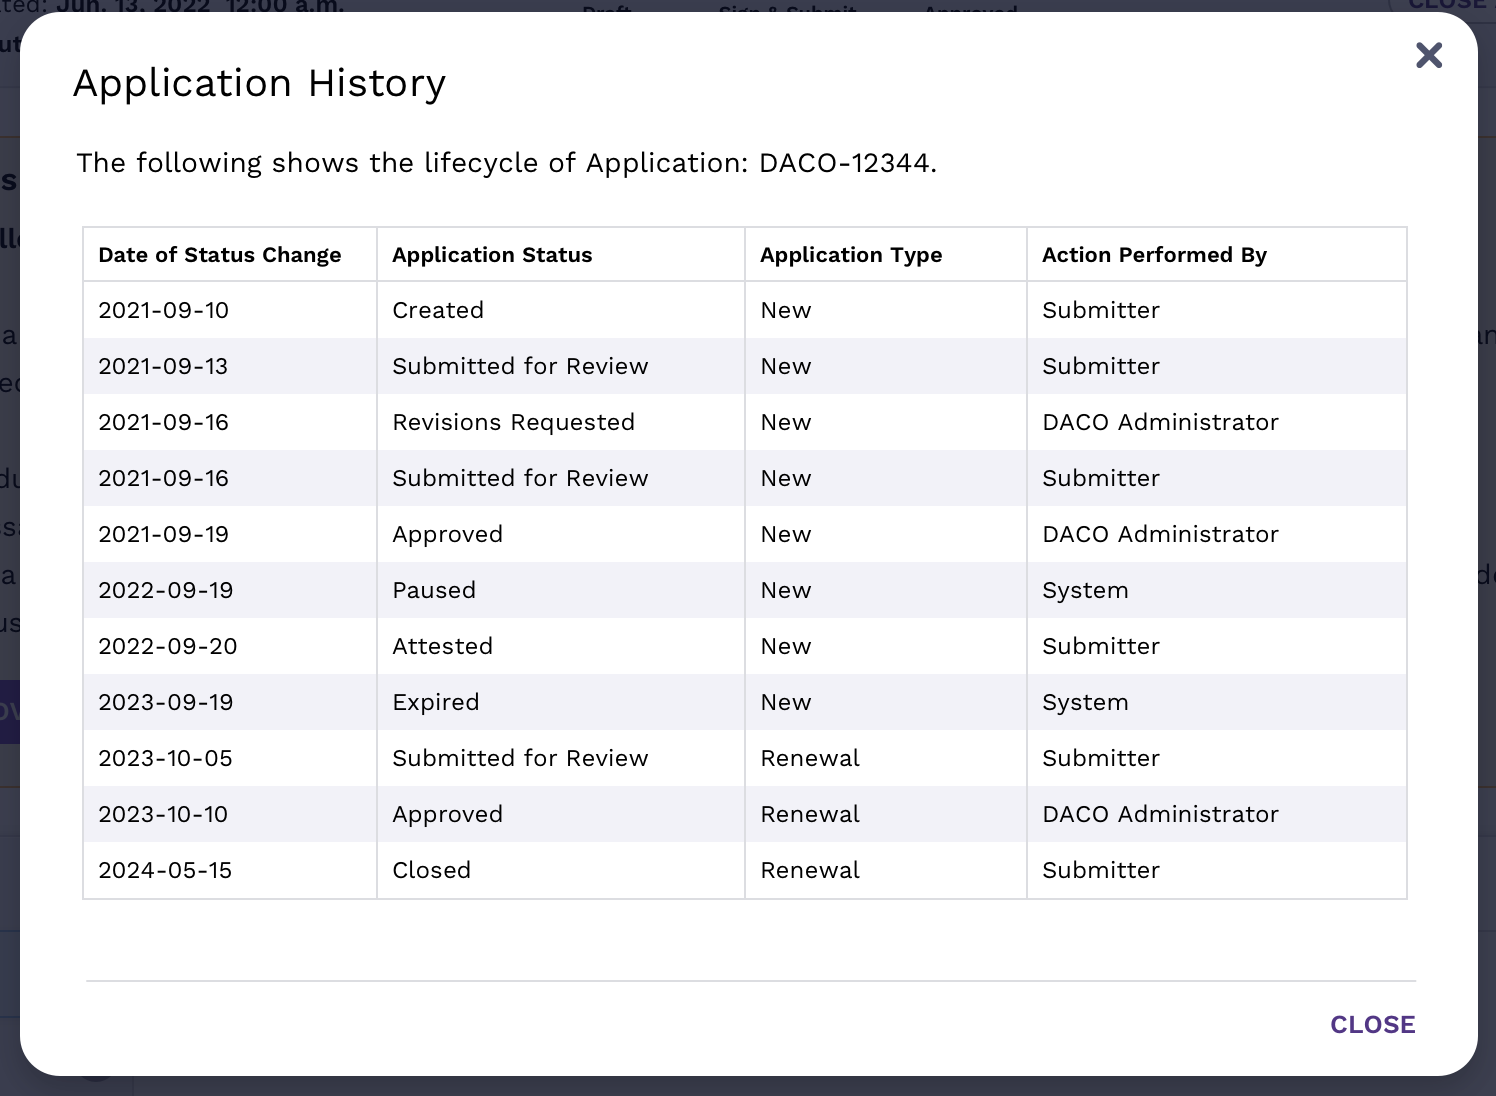 Jun. 13, 2022 12:00 a.m.
Draft Sign & Submit Approved
CLOSE
Application History
The following shows the lifecycle of Application: DACO-12344.
Date of Status Change Application Status Application Type Action Performed By
2021-09-10 Created New Submitter
2021-09-13 Submitted for Review New Submitter
2021-09-16 Revisions Requested New DACO Administrator
2021-09-16 Submitted for Review New Submitter
2021-09-19 Approved New DACO Administrator
2022-09-19 Paused New System
2022-09-20 Attested New Submitter
2023-09-19 Expired New System
2023-10-05 Submitted for Review Renewal Submitter
2023-10-10 Approved Renewal DACO Administrator
2024-05-15 Closed Renewal Submitter
CLOSE